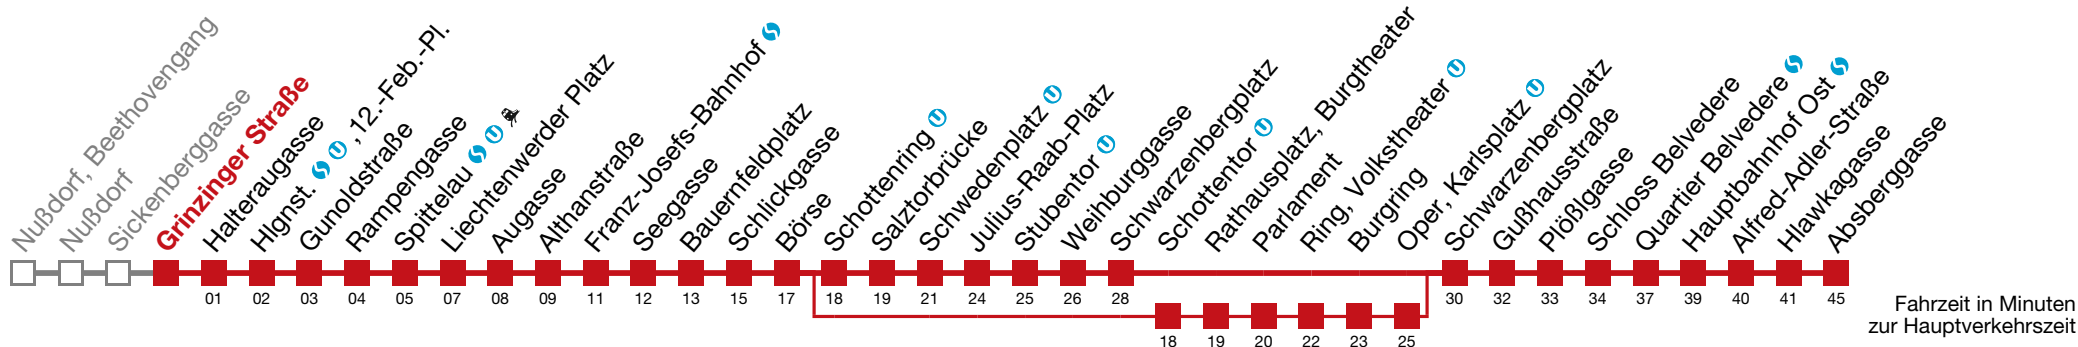 Nußdorf, Beethovengang
Nußdorf
Sickenberggasse
Grinzinger Straße
Halteraugasse
Hlgnst. S U , 12.-Feb.-Pl.
Gunoldstraße
Rampengasse
Spittelau S U
Liechtenwerder Platz
Augasse
Althanstraße
Franz-Josefs-Bahnhof S
Seegasse
Bauernfeldplatz
Schlickgasse
Börse
Schottenring U
Salztorbrücke
Schwedenplatz U
Julius-Raab-Platz
Stubentor U
Weihburggasse
Schwarzenbergplatz
Schottentor U
Rathausplatz, Burgtheater
Parlament
Ring, Volkstheater U
Burgring
Oper, Karlsplatz U
Schwarzenbergplatz
Gußhausstraße
Plößlgasse
Schloss Belvedere
Quartier Belvedere S
Hauptbahnhof Ost S
Alfred-Adler-Straße
Hlawkagasse
Absberggasse
01 02 03 04 05 07 08 09 11 12 13 15 17 18 19 21 24 25 26 28 30 32 33 34 37 39 40 41 45
18 19 20 22 23 25
Fahrzeit in Minuten
zur Hauptverkehrszeit